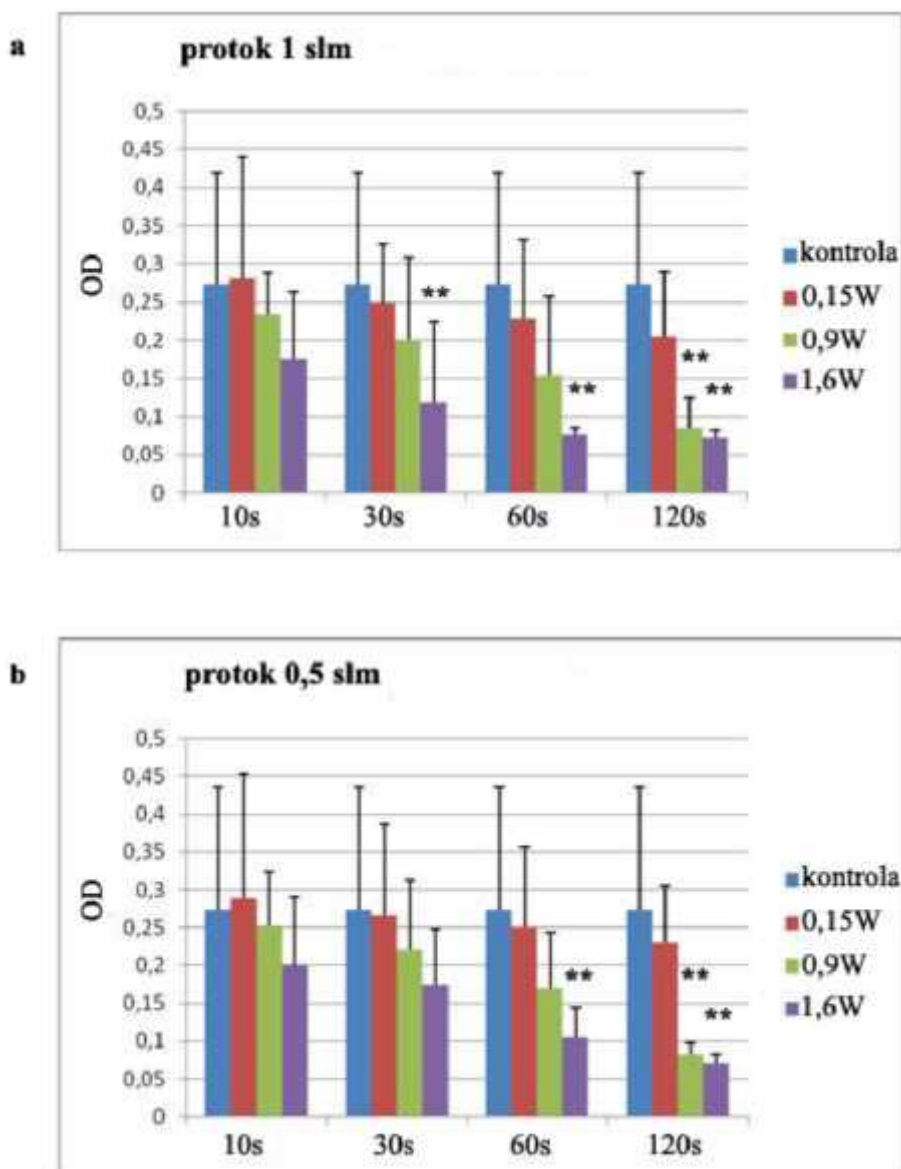 a
protok 1 slm
0,5
0,45
0,4
0,35
0,3
0,25
0,2
0,15
0,1
0,05
0
OD
**
**
**
**
10s
30s
60s
120s
kontrola
0,15W
0,9W
1,6W
b
protok 0,5 slm
0,5
0,45
0,4
0,35
0,3
0,25
0,2
0,15
0,1
0,05
0
OD
**
**
**
10s
30s
60s
120s
kontrola
0,15W
0,9W
1,6W